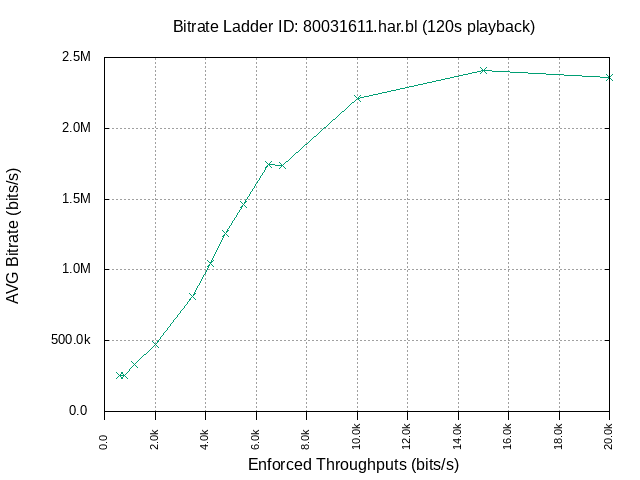 Bitrate Ladder ID: 80031611.har.bl (120s playback)
2.5M
2.0M
1.5M
1.0M
500.0k
0.0
AVG Bitrate (bits/s)
0.0 2.0k 4.0k 6.0k 8.0k 10.0k 12.0k 14.0k 16.0k 18.0k 20.0k
Enforced Throughputs (bits/s)